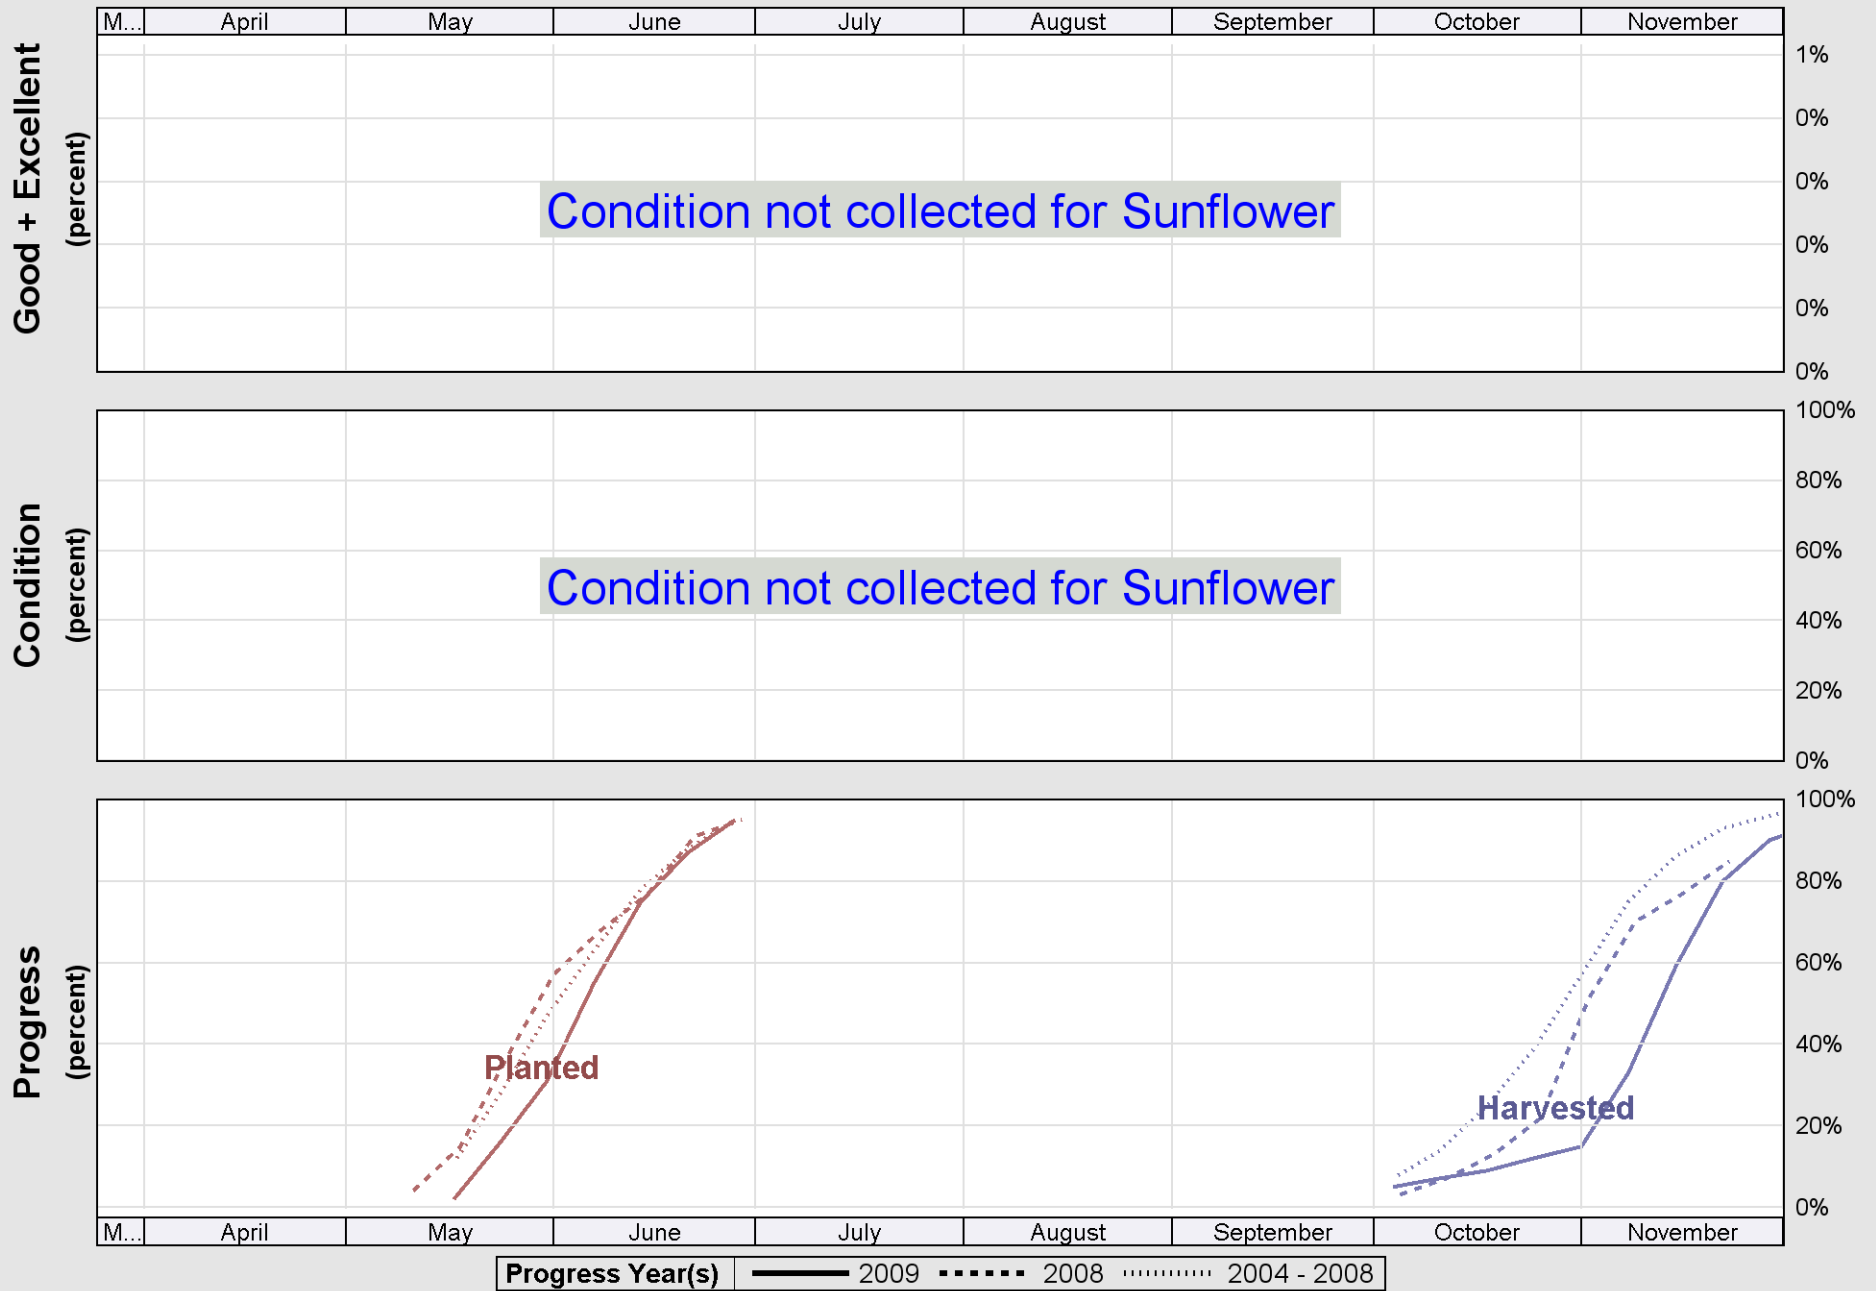 M... April May June July August September October November
Good + Excellent
(percent)
1%
0%
0%
0%
0%
0%
Condition not collected for Sunflower
Condition
(percent)
100%
80%
60%
40%
20%
0%
Condition not collected for Sunflower
Progress
(percent)
100%
80%
60%
40%
20%
0%
Planted
Harvested
M... April May June July August September October November
Progress Year(s) 2009 2008 2004 - 2008